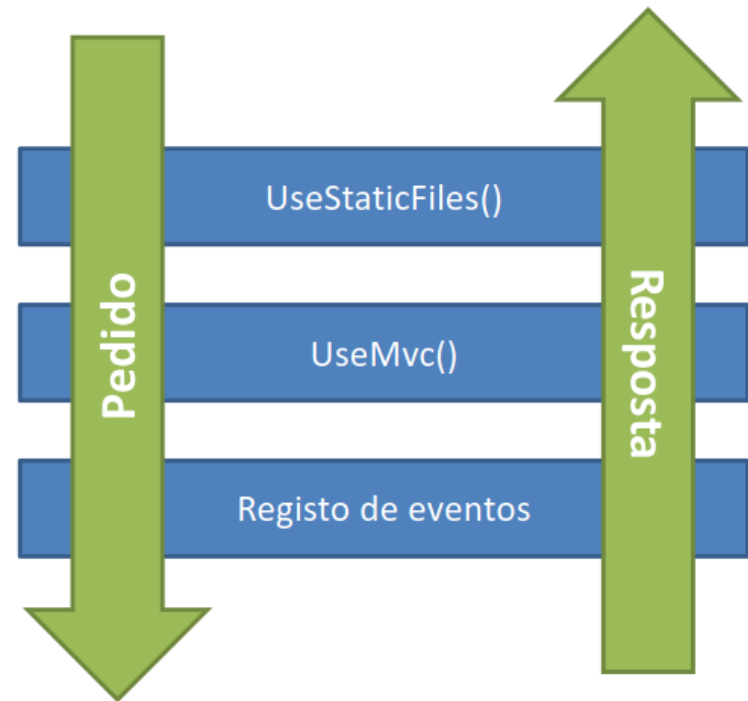 UseStaticFiles()
Pedido
Resposta
UseMvc()
Registo de eventos